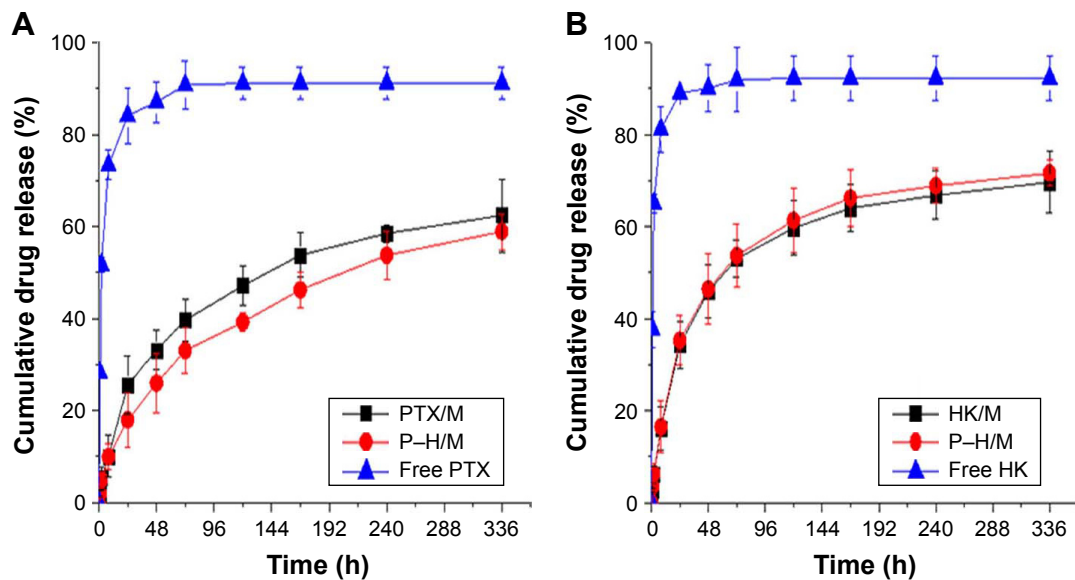 A
Cumulative drug release (%)
100
80
60
40
20
0
0 48 96 144 192 240 288 336
Time (h)
PTX/M
P–H/M
Free PTX
B
Cumulative drug release (%)
100
80
60
40
20
0
0 48 96 144 192 240 288 336
Time (h)
HK/M
P–H/M
Free HK